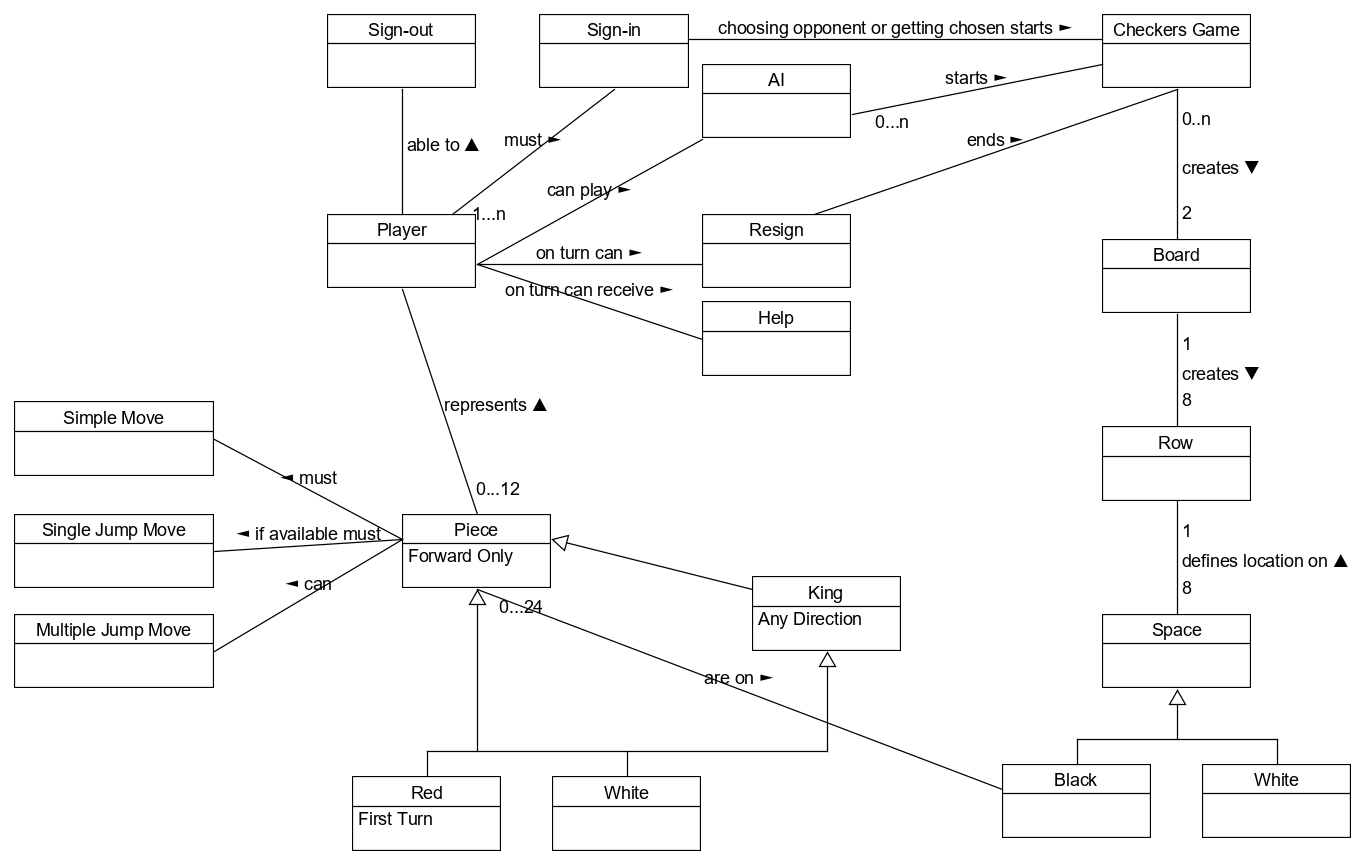 Sign-out
Sign-in
choosing opponent or getting chosen starts ►
Checkers Game
AI
starts ►
0...n
0..n
able to ▲
must ►
ends ►
creates ▼
can play ►
1...n
2
Player
Resign
on turn can ►
Board
on turn can receive ►
Help
1
creates ▼
8
represents ▲
Simple Move
Row
◄ must
0...12
Single Jump Move
◄ if available must
Piece
Forward Only
1
defines location on ▲
8
◄ can
King
Any Direction
0...24
Multiple Jump Move
Space
are on ►
Red
First Turn
White
Black
White